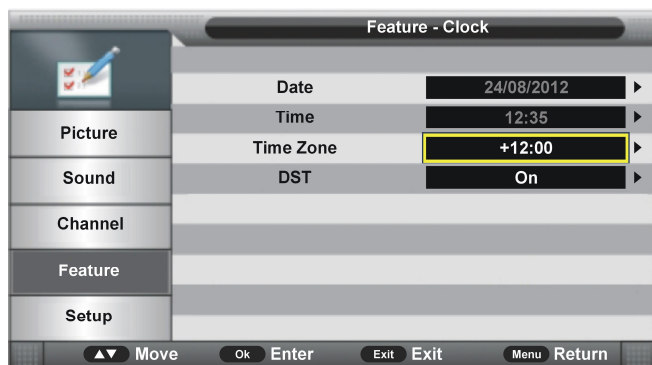 Feature - Clock
Date 24/08/2012
Time 12:35
Time Zone +12:00
DST On
Picture
Sound
Channel
Feature
Setup
Move Ok Enter Exit Exit Menu Return